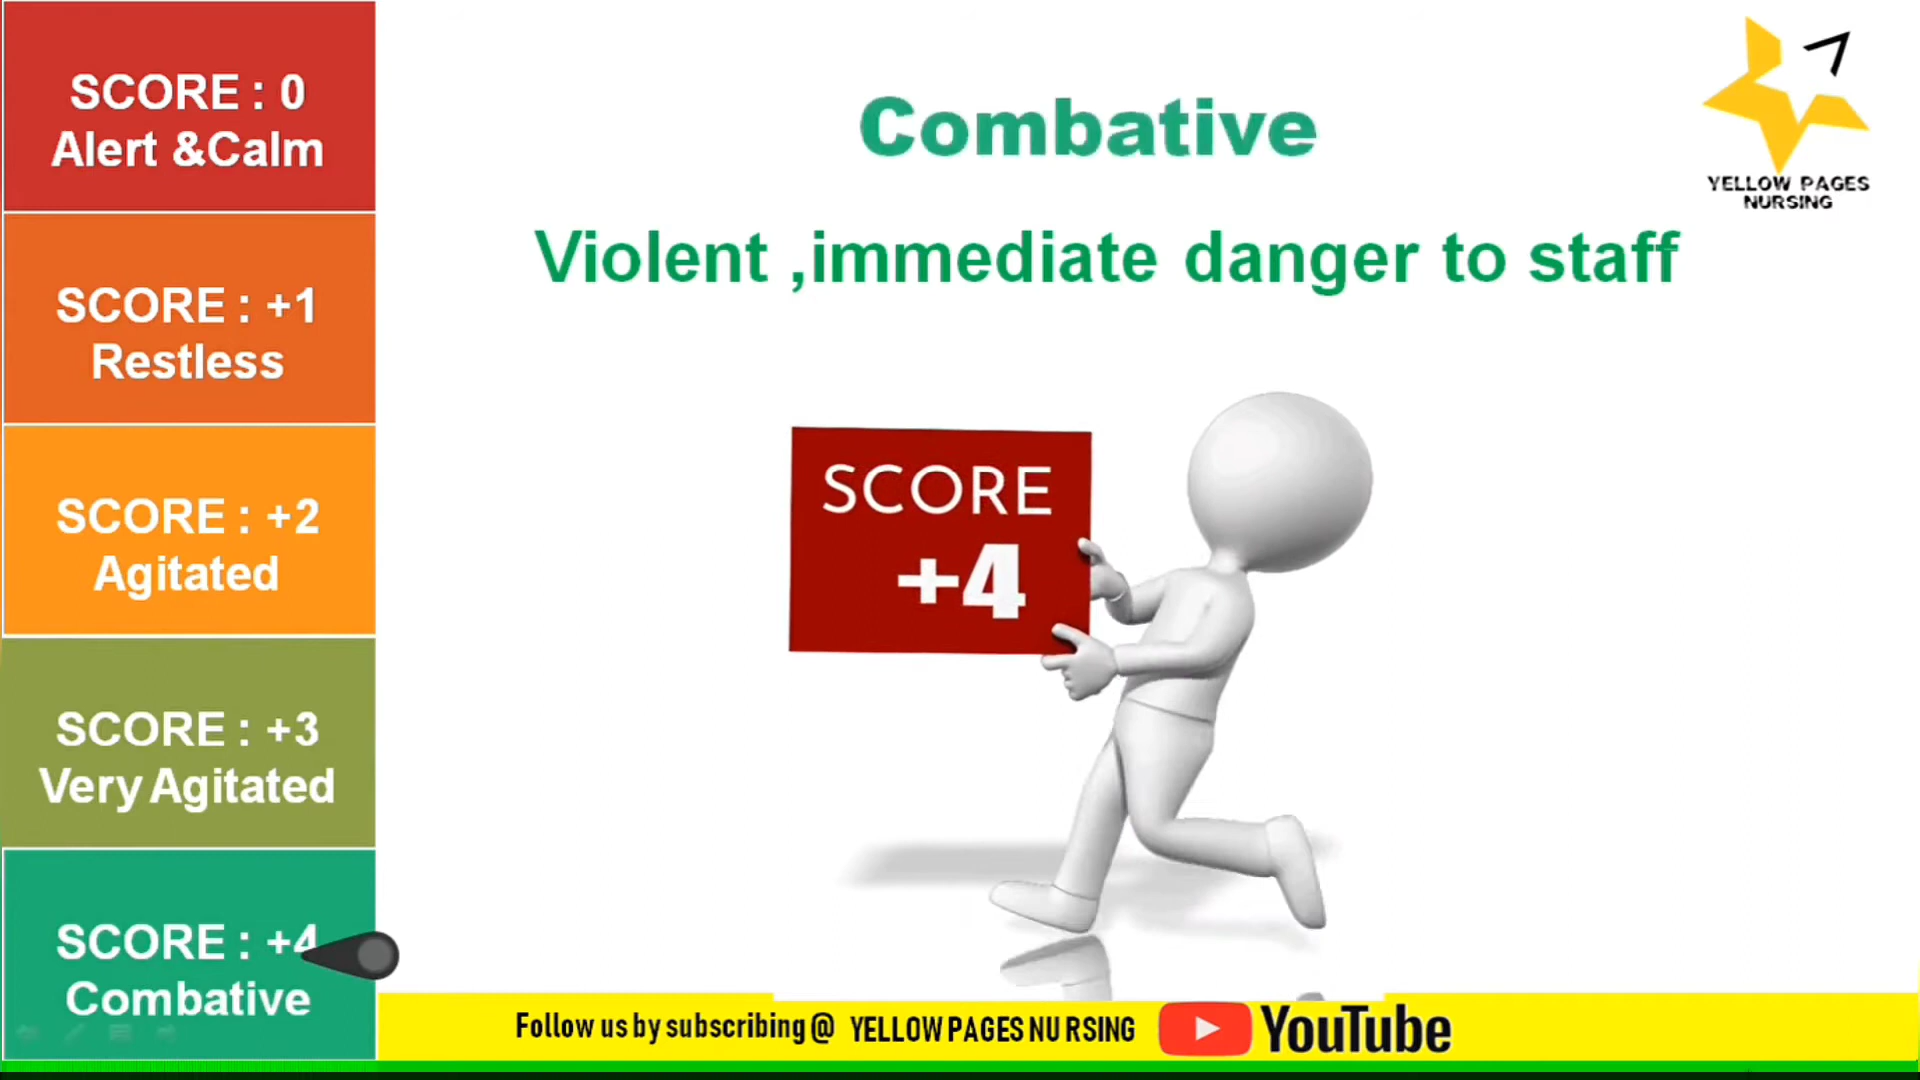 SCORE : 0
Alert &Calm
SCORE : +1
Restless
SCORE : +2
Agitated
SCORE : +3
Very Agitated
SCORE : +4
Combative
Combative
Violent ,immediate danger to staff
SCORE
+4
YELLOW PAGES
NURSING
Follow us by subscribing @ YELLOW PAGES NU RSING YouTube